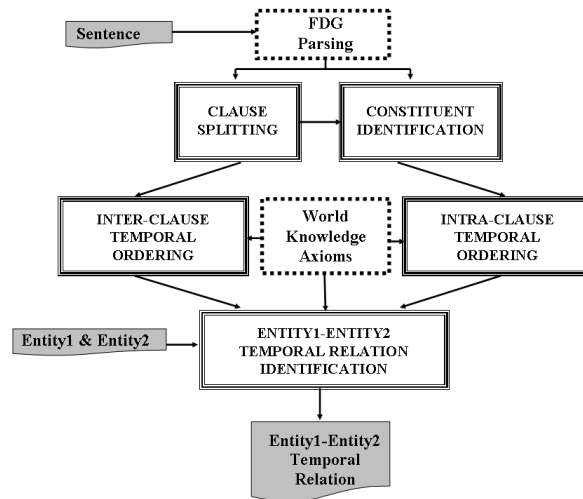 Sentence
FDG
Parsing
CLAUSE
SPLITTING
CONSTITUENT
IDENTIFICATION
INTER-CLAUSE
TEMPORAL
ORDERING
World
Knowledge
Axioms
INTRA-CLAUSE
TEMPORAL
ORDERING
Entity1 & Entity2
ENTITY1-ENTITY2
TEMPORAL RELATION
IDENTIFICATION
Entity1-Entity2
Temporal
Relation